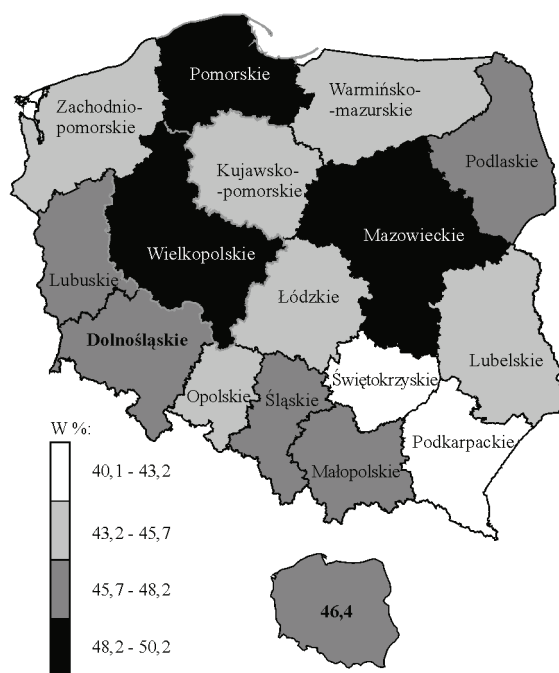 Pomorskie
Warmińsko-
-mazurskie
Zachodnio-
pomorskie
Podlaskie
Kujawsko-
-pomorskie
Mazowieckie
Wielkopolskie
Lubuskie
Łódzkie
Dolnośląskie
Lubelskie
Świętokrzyskie
Opolskie
Śląskie
Podkarpackie
Małopolskie
W %:
40,1 - 43,2
43,2 - 45,7
45,7 - 48,2
48,2 - 50,2
46,4